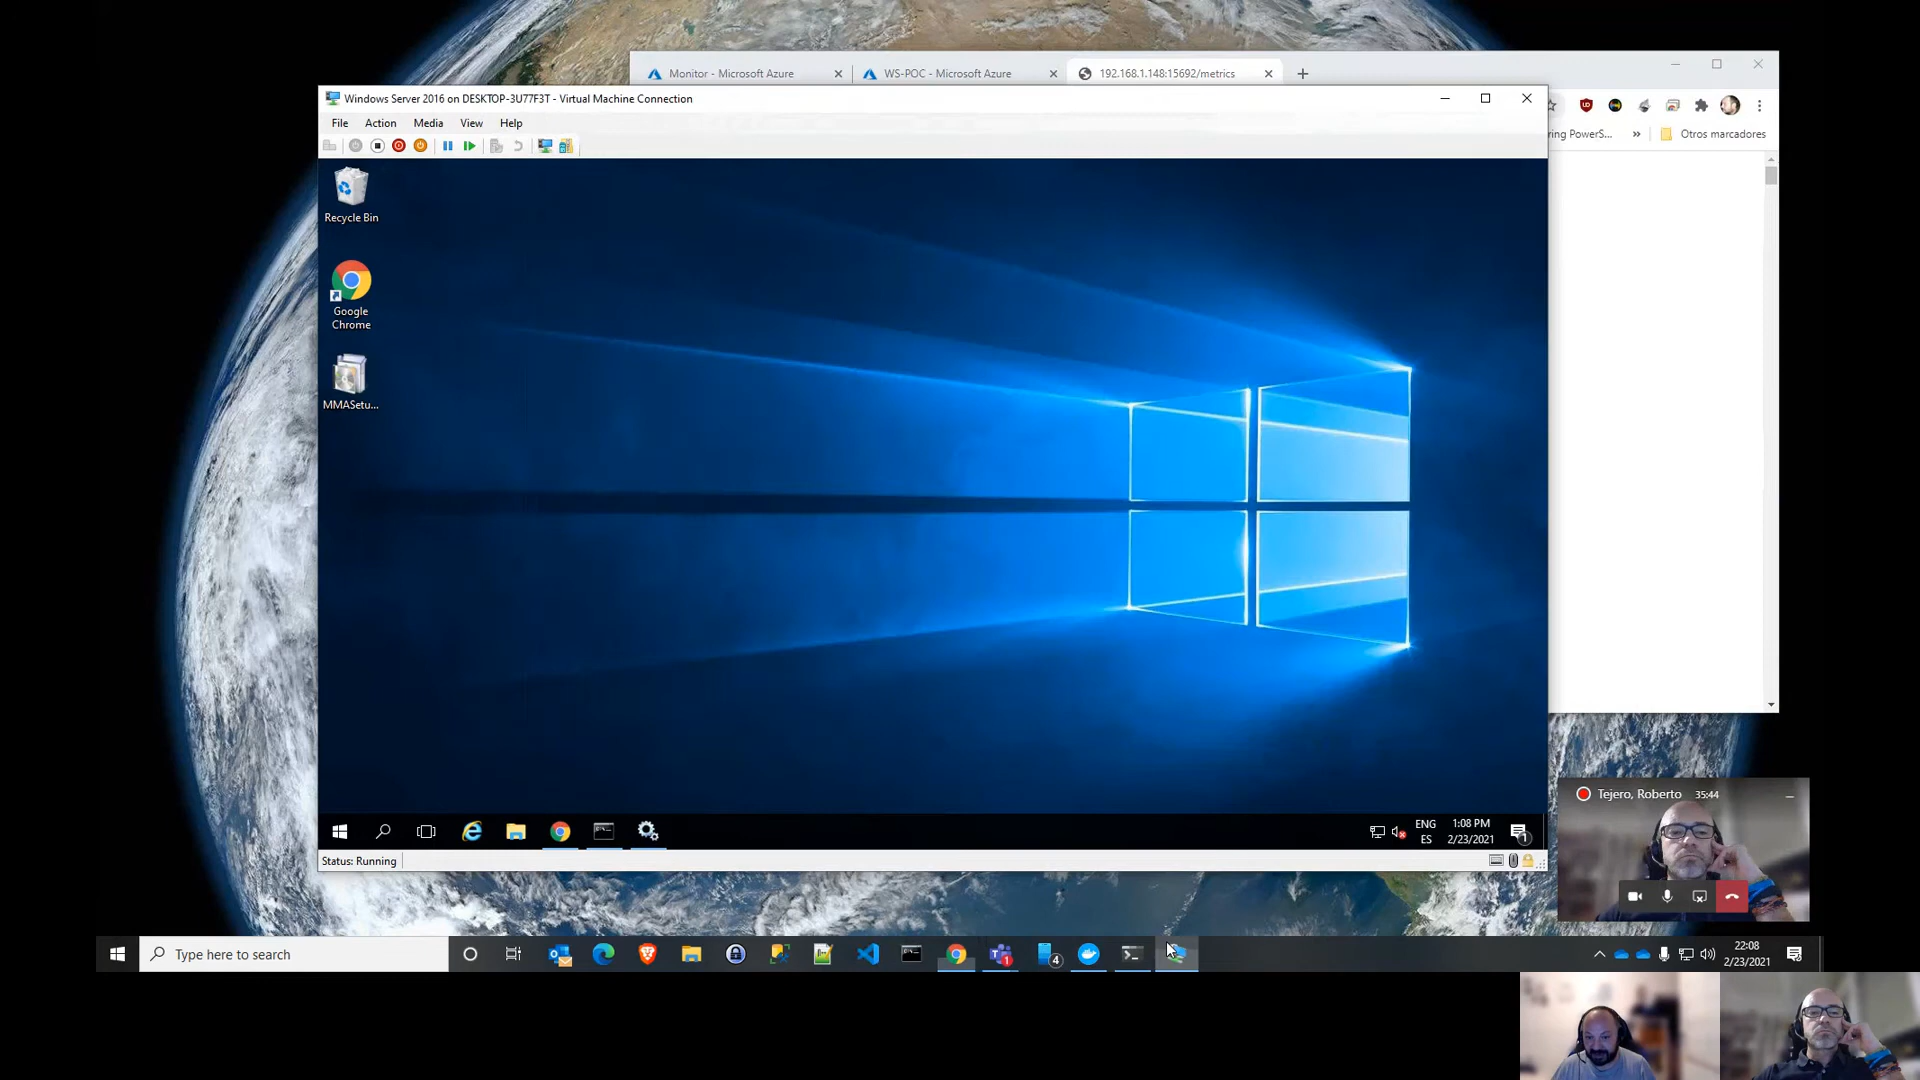 Monitor - Microsoft Azure
WS-POC - Microsoft Azure
192.168.1.148:15692/metrics
Windows Server 2016 on DESKTOP-3U77F3T - Virtual Machine Connection
File Action Media View Help
ring PowerS...
»
Otros marcadores
Recycle Bin
Google
Chrome
MMASetu...
Tejero, Roberto 35:44
ENG
ES
1:08 PM
2/23/2021
1
Status: Running
Type here to search
1
4
22:08
2/23/2021